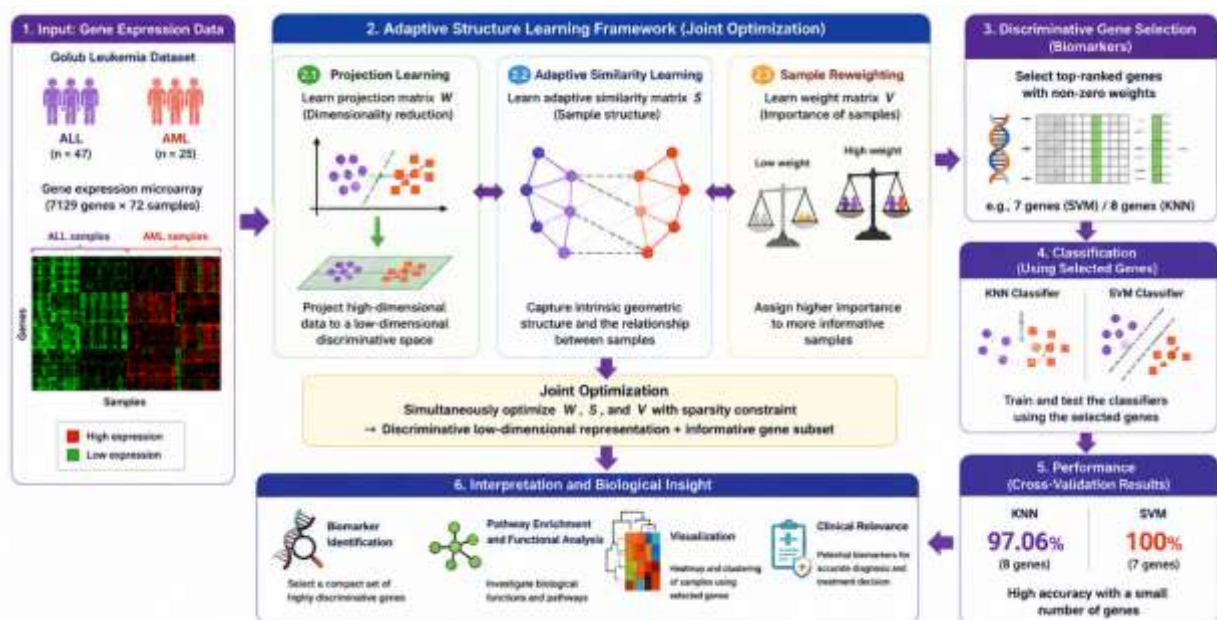 1. Input: Gene Expression Data
Golub Leukemia Dataset
ALL
(n = 47)
AML
(n = 25)
Gene expression microarray
(7129 genes × 72 samples)
ALL samples
AML samples
Genes
Samples
High expression
Low expression
2. Adaptive Structure Learning Framework (Joint Optimization)
2.1 Projection Learning
Learn projection matrix W
(Dimensionality reduction)
Project high-dimensional
data to a low-dimensional
discriminative space
2.2 Adaptive Similarity Learning
Learn adaptive similarity matrix S
(Sample structure)
Capture intrinsic geometric
structure and the relationship
between samples
2.3 Sample Reweighting
Learn weight matrix V
(Importance of samples)
Low weight
High weight
Assign higher importance
to more informative
samples
Joint Optimization
Simultaneously optimize W, S, and V with sparsity constraint
→ Discriminative low-dimensional representation + informative gene subset
3. Discriminative Gene Selection
(Biomarkers)
Select top-ranked genes
with non-zero weights
e.g., 7 genes (SVM) / 8 genes (KNN)
4. Classification
(Using Selected Genes)
KNN Classifier
SVM Classifier
Train and test the classifiers
using the selected genes
5. Performance
(Cross-Validation Results)
KNN
97.06%
(8 genes)
SVM
100%
(7 genes)
High accuracy with a small
number of genes
6. Interpretation and Biological Insight
Biomarker
Identification
Select a compact set of
highly discriminative genes
Pathway Enrichment
and Functional Analysis
Investigate biological
functions and pathways
Visualization
Heatmap and clustering
of samples using
selected genes
Clinical Relevance
Potential biomarkers for
accurate diagnosis and
treatment decision